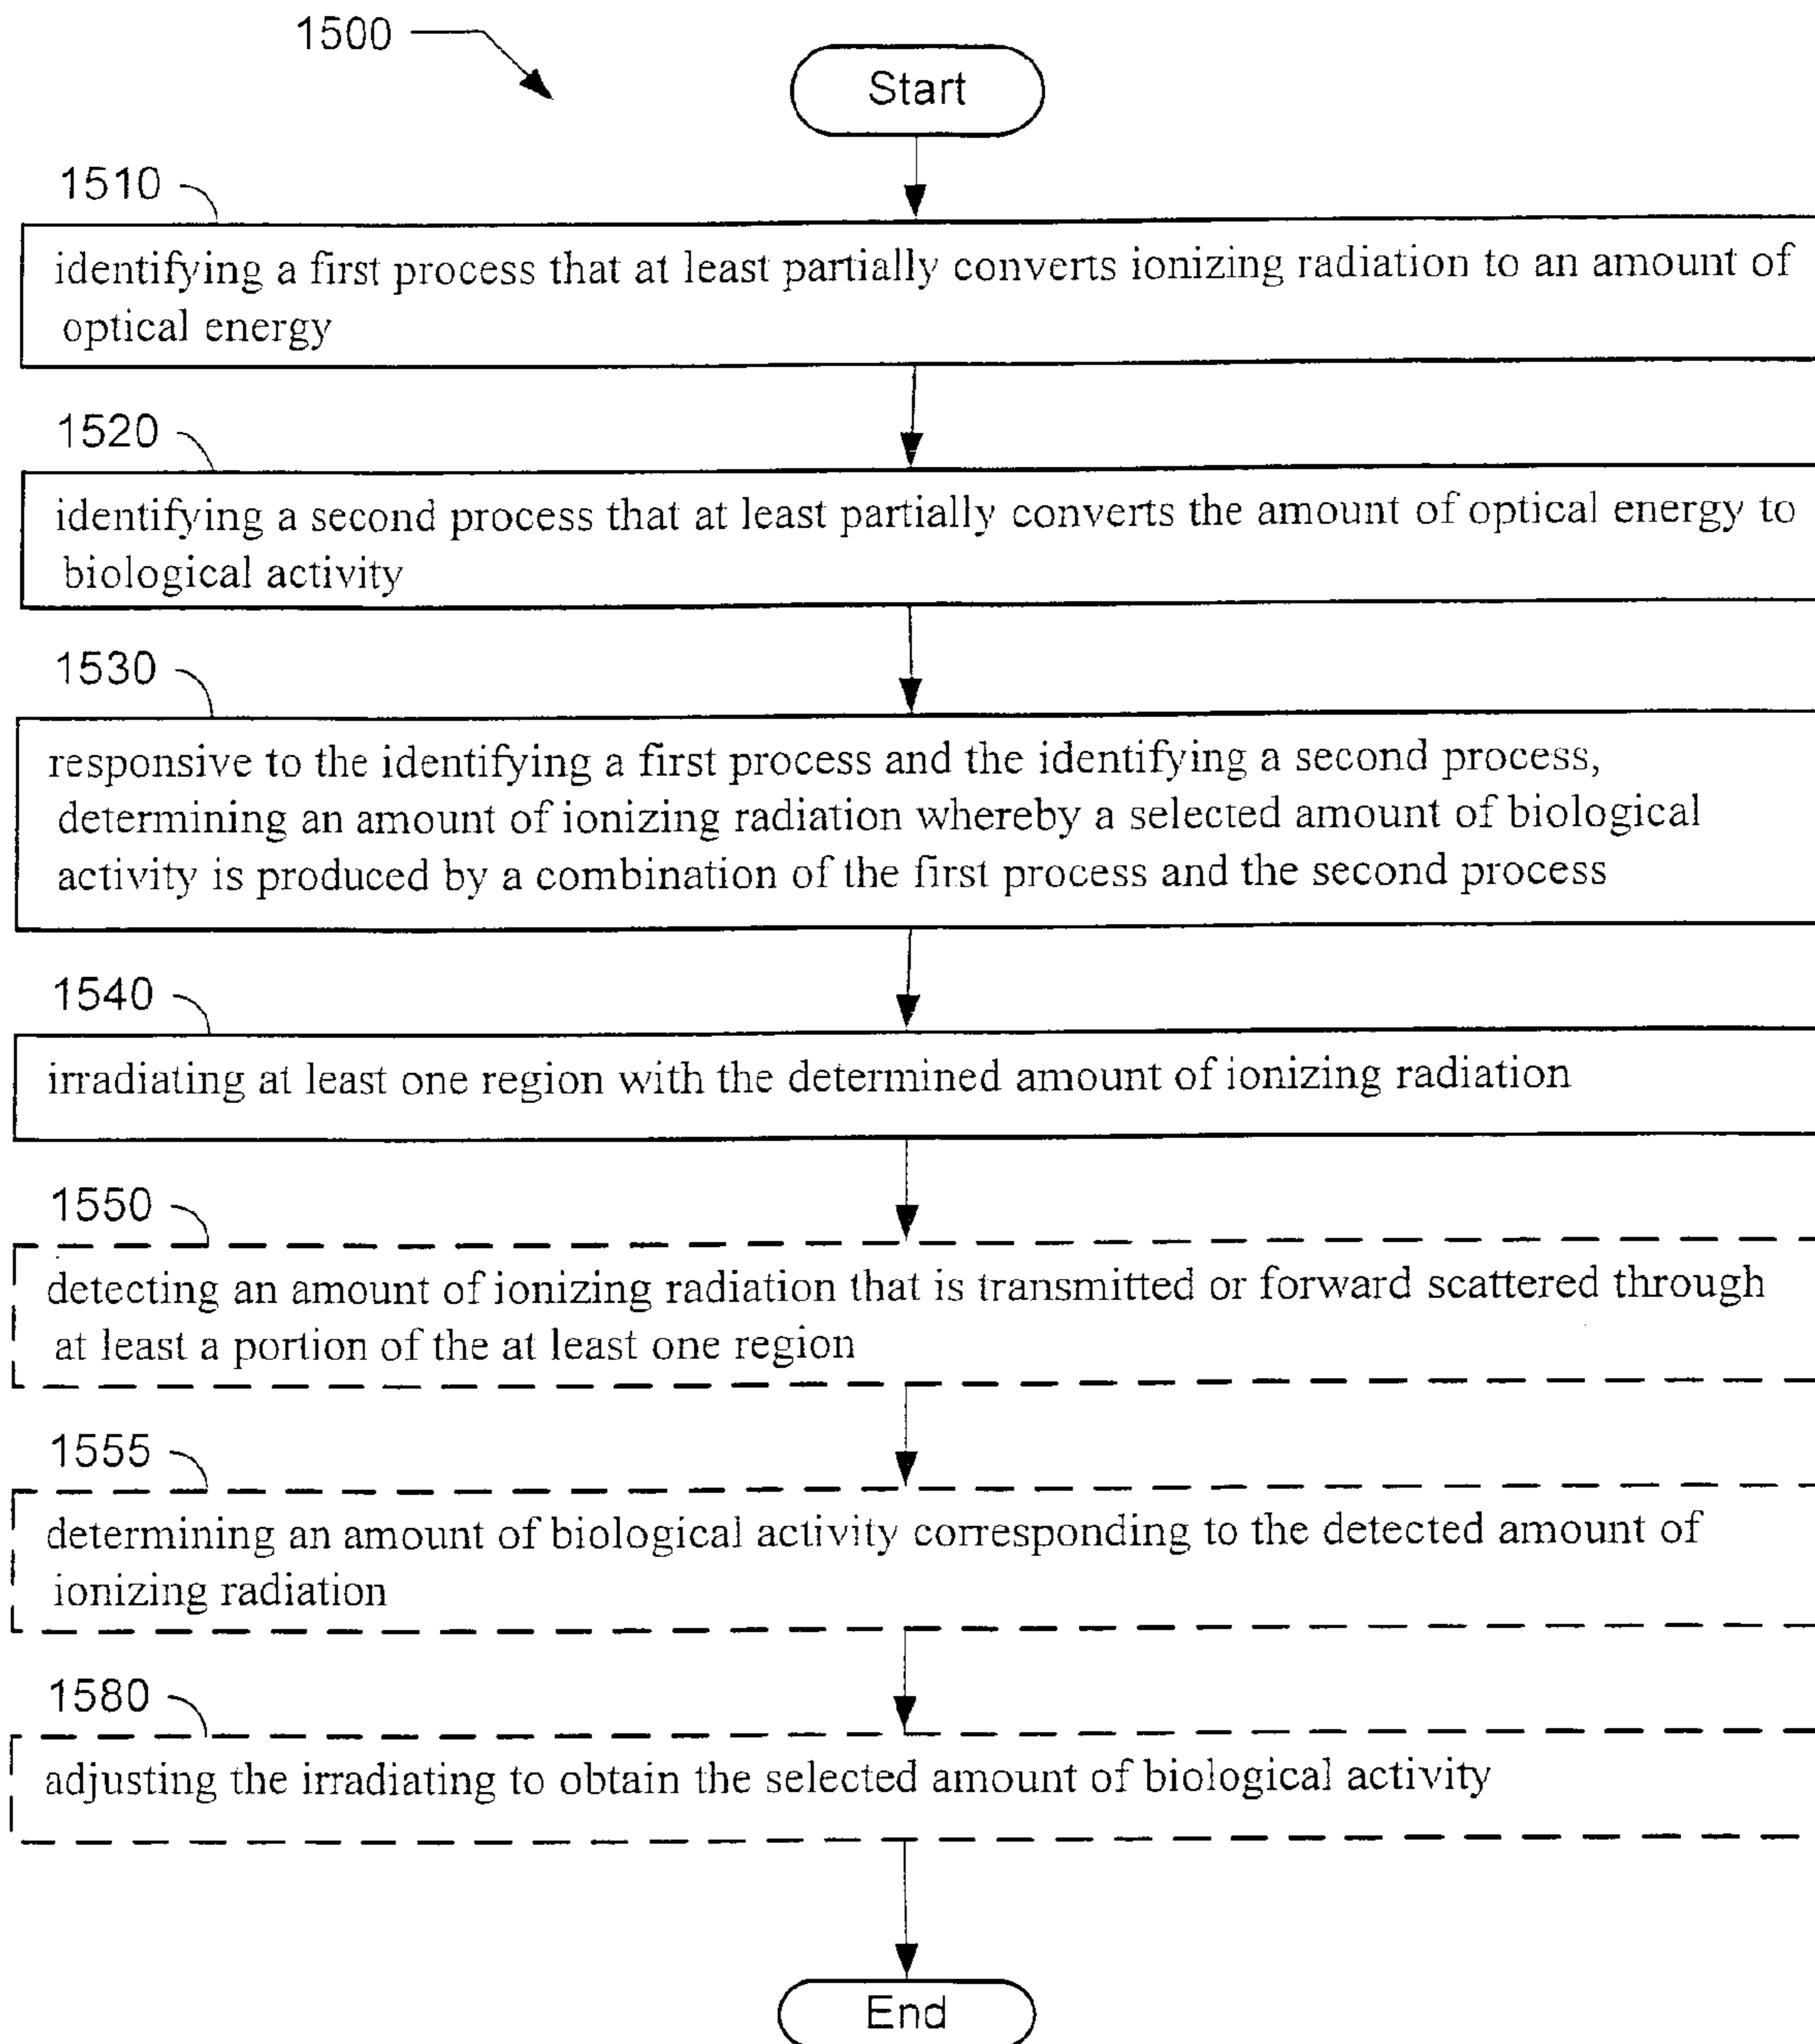 1500
Start
1510
identifying a first process that at least partially converts ionizing radiation to an amount of
optical energy
1520
identifying a second process that at least partially converts the amount of optical energy to
biological activity
1530
responsive to the identifying a first process and the identifying a second process,
determining an amount of ionizing radiation whereby a selected amount of biological
activity is produced by a combination of the first process and the second process
1540
irradiating at least one region with the determined amount of ionizing radiation
1550
detecting an amount of ionizing radiation that is transmitted or forward scattered through
at least a portion of the at least one region
1555
determining an amount of biological activity corresponding to the detected amount of
ionizing radiation
1580
adjusting the irradiating to obtain the selected amount of biological activity
End